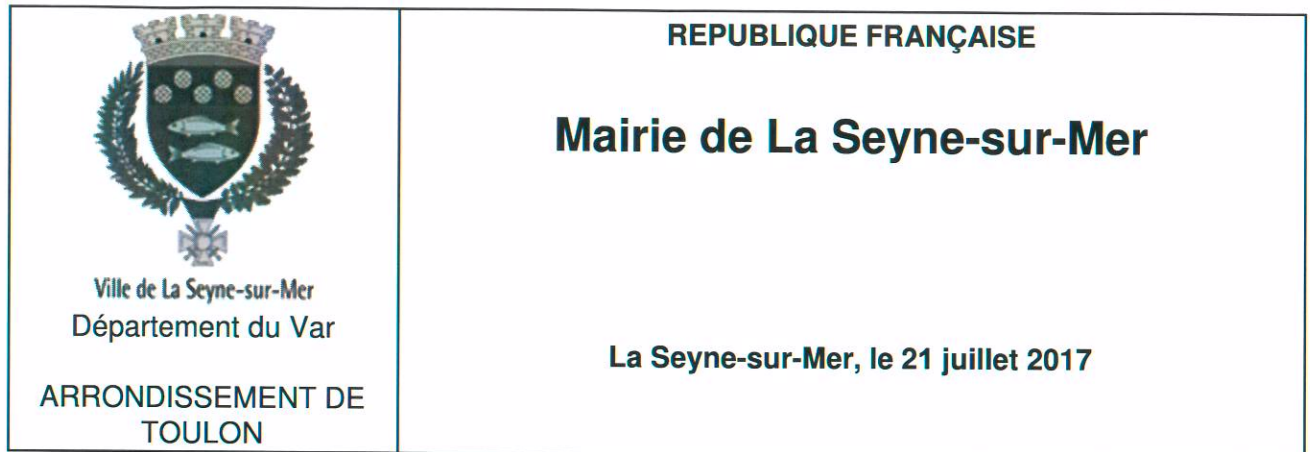 Ville de La Seyne-sur-Mer
Département du Var
ARRONDISSEMENT DE
TOULON
REPUBLIQUE FRANÇAISE
Mairie de La Seyne-sur-Mer
La Seyne-sur-Mer, le 21 juillet 2017